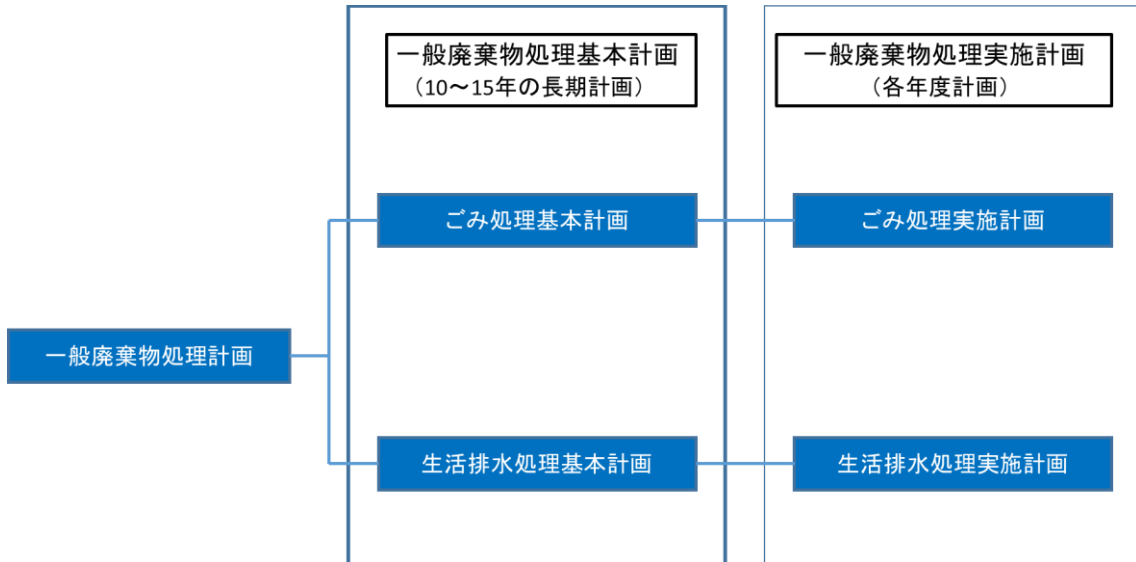 一般廃棄物処理基本計画
（10～15年の長期計画）
一般廃棄物処理実施計画
（各年度計画）
ごみ処理基本計画
ごみ処理実施計画
一般廃棄物処理計画
生活排水処理基本計画
生活排水処理実施計画